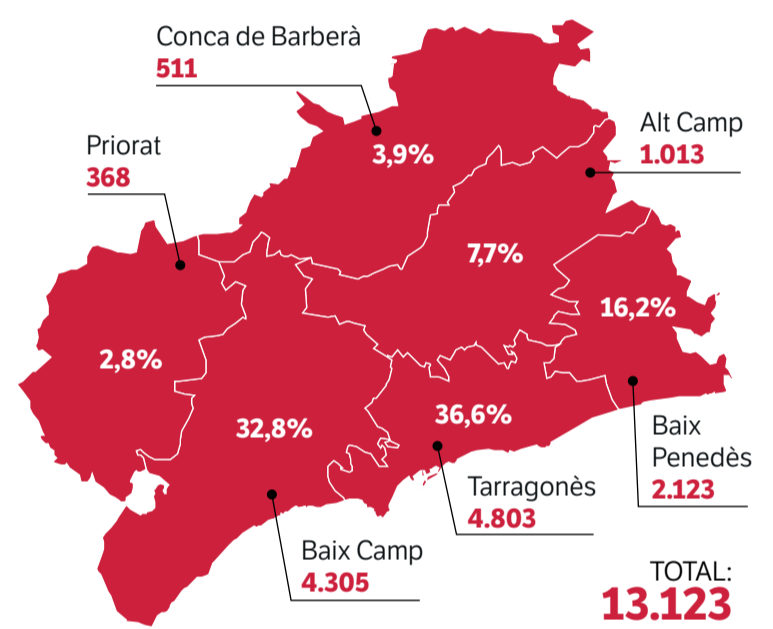 Conca de Barberà
511
3,9%
Alt Camp
1.013
Priorat
368
7,7%
16,2%
2,8%
32,8%
36,6%
Baix
Penedès
2.123
Tarragonès
4.803
Baix Camp
4.305
TOTAL:
13.123